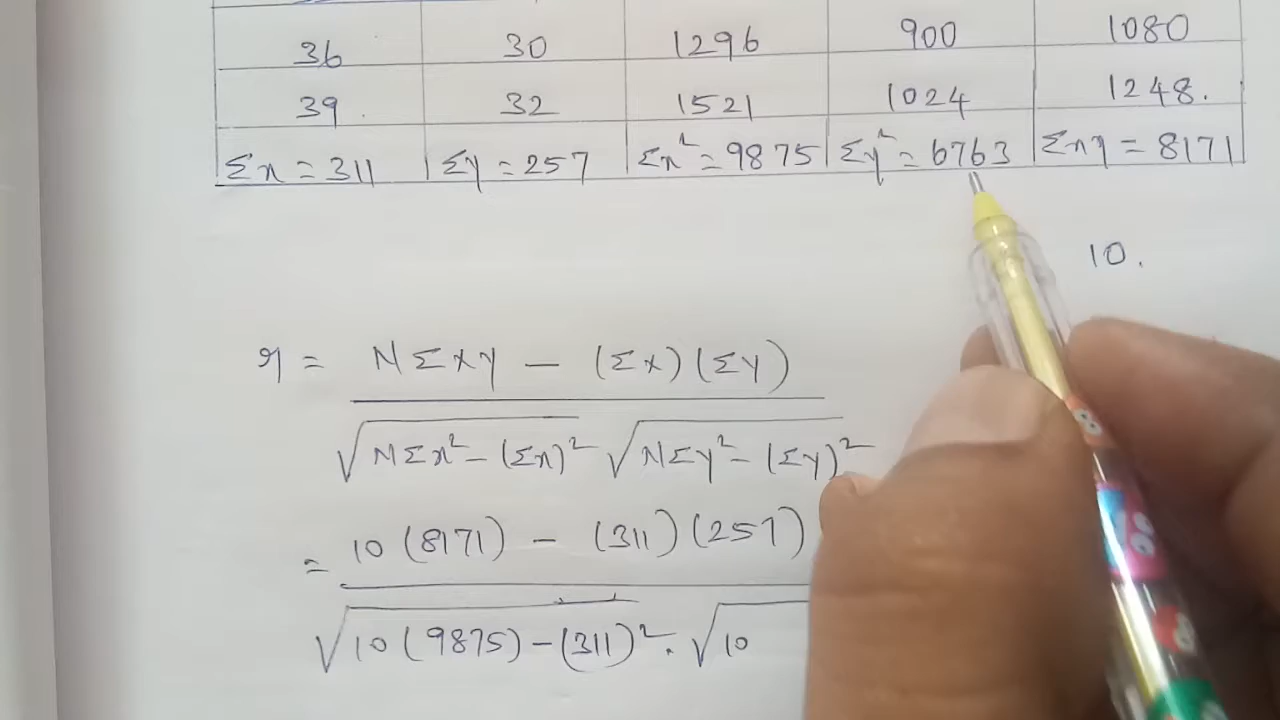 36 30 1296 900 1080
39 32 1521 1024 1248.
Σx = 311 Σy = 257 Σx² = 9875 Σy² = 6763 Σxy = 8171
10.
r = NΣxy - (Σx)(Σy)
√NΣx² - (Σx)² √NΣy² - (Σy)²
= 10(8171) - (311)(257)
√10(9875) - (311)² . √10